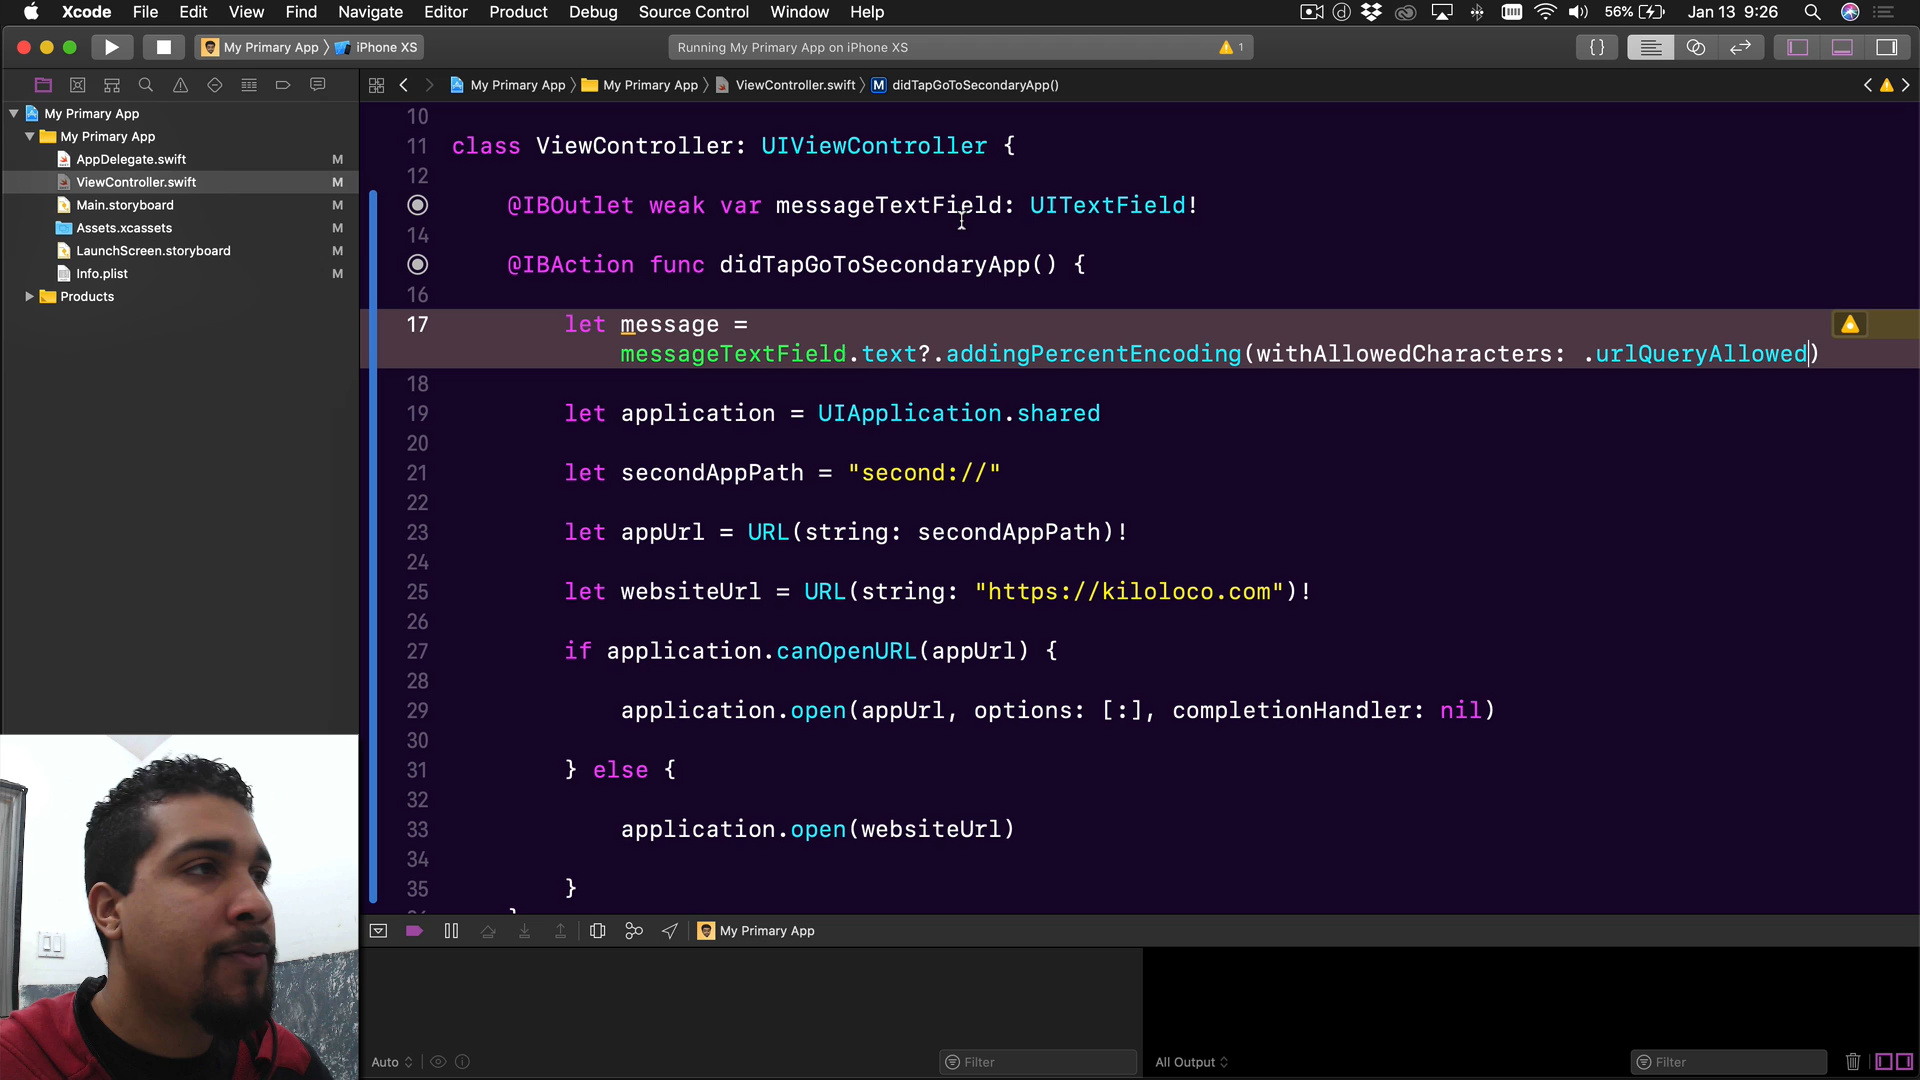 Xcode File Edit View Find Navigate Editor Product Debug Source Control Window Help 56% Jan 13 9:26
My Primary App iPhone XS Running My Primary App on iPhone XS 1 {}
My Primary App My Primary App ViewController.swift M didTapGoToSecondaryApp()
My Primary App
My Primary App
AppDelegate.swift M
ViewController.swift M
Main.storyboard M
Assets.xcassets M
LaunchScreen.storyboard M
Info.plist M
Products
10
11 class ViewController: UIViewController {
12
@IBOutlet weak var messageTextField: UITextField!
14
@IBAction func didTapGoToSecondaryApp() {
16
17 let message =
messageTextField.text?.addingPercentEncoding(withAllowedCharacters: .urlQueryAllowed)
18
19 let application = UIApplication.shared
20
21 let secondAppPath = "second://"
22
23 let appUrl = URL(string: secondAppPath)!
24
25 let websiteUrl = URL(string: "https://kiloloco.com")!
26
27 if application.canOpenURL(appUrl) {
28
29 application.open(appUrl, options: [:], completionHandler: nil)
30
31 } else {
32
33 application.open(websiteUrl)
34
35 }
My Primary App
Auto Filter All Output Filter